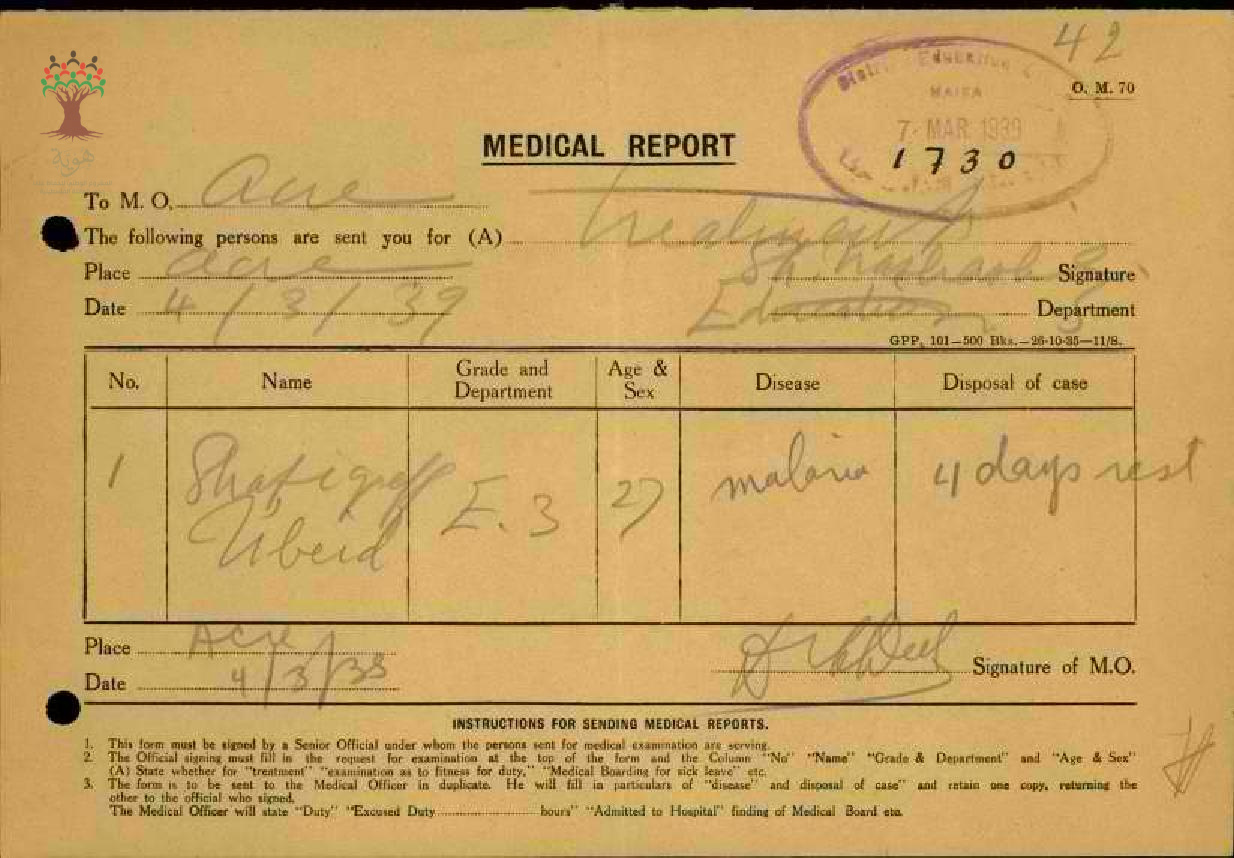 42
O. M. 70
District Education
HAIFA
7 MAR 1939
1730
هوية
MEDICAL REPORT
To M. O. Acre
The following persons are sent you for (A) treatment
Place Acre Signature
Date 4/3/39 Education Department
GPP. 101—500 Bks.—26-10-35—11/8.
No. Name Grade and Department Age & Sex Disease Disposal of case
1 Shafiq Ubeid E.3 27 malaria 4 days rest
Place Acre
Date 4/3/39 Signature of M.O.
INSTRUCTIONS FOR SENDING MEDICAL REPORTS.
1. This form must be signed by a Senior Official under whom the persons sent for medical examination are serving.
2. The Official signing must fill in the request for examination at the top of the form and the Column "No" "Name" "Grade & Department" and "Age & Sex"
(A) State whether for "treatment" "examination as to fitness for duty," "Medical Boarding for sick leave" etc.
3. The form is to be sent to the Medical Officer in duplicate. He will fill in particulars of "disease" and disposal of case" and retain one copy, returning the
other to the official who signed.
The Medical Officer will state "Duty" "Excused Duty hours" "Admitted to Hospital" finding of Medical Board etc.